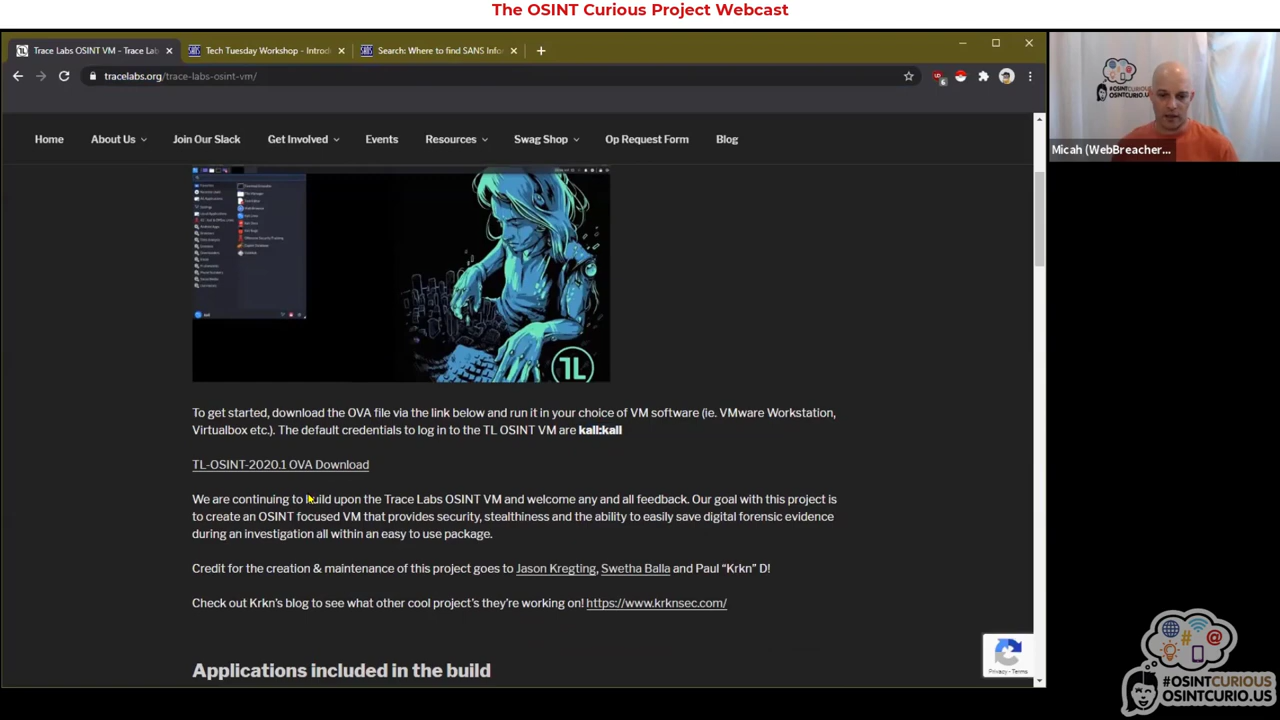 The OSINT Curious Project Webcast
Trace Labs OSINT VM - Trace Lab
Tech Tuesday Workshop - Introd
Search: Where to find SANS Infor
tracelabs.org/trace-labs-osint-vm/
6
Home
About Us
Join Our Slack
Get Involved
Events
Resources
Swag Shop
Op Request Form
Blog
Micah (WebBreacher...
#OSINTCURIOUS
OSINTCURIO.US
TL
To get started, download the OVA file via the link below and run it in your choice of VM software (ie. VMware Workstation,
Virtualbox etc.). The default credentials to log in to the TL OSINT VM are kali:kali
TL-OSINT-2020.1 OVA Download
We are continuing to build upon the Trace Labs OSINT VM and welcome any and all feedback. Our goal with this project is
to create an OSINT focused VM that provides security, stealthiness and the ability to easily save digital forensic evidence
during an investigation all within an easy to use package.
Credit for the creation & maintenance of this project goes to Jason Kregting, Swetha Balla and Paul “Krkn” D!
Check out Krkn’s blog to see what other cool project’s they’re working on! https://www.krknsec.com/
Applications included in the build
Privacy - Terms
#OSINTCURIOUS
OSINTCURIO.US